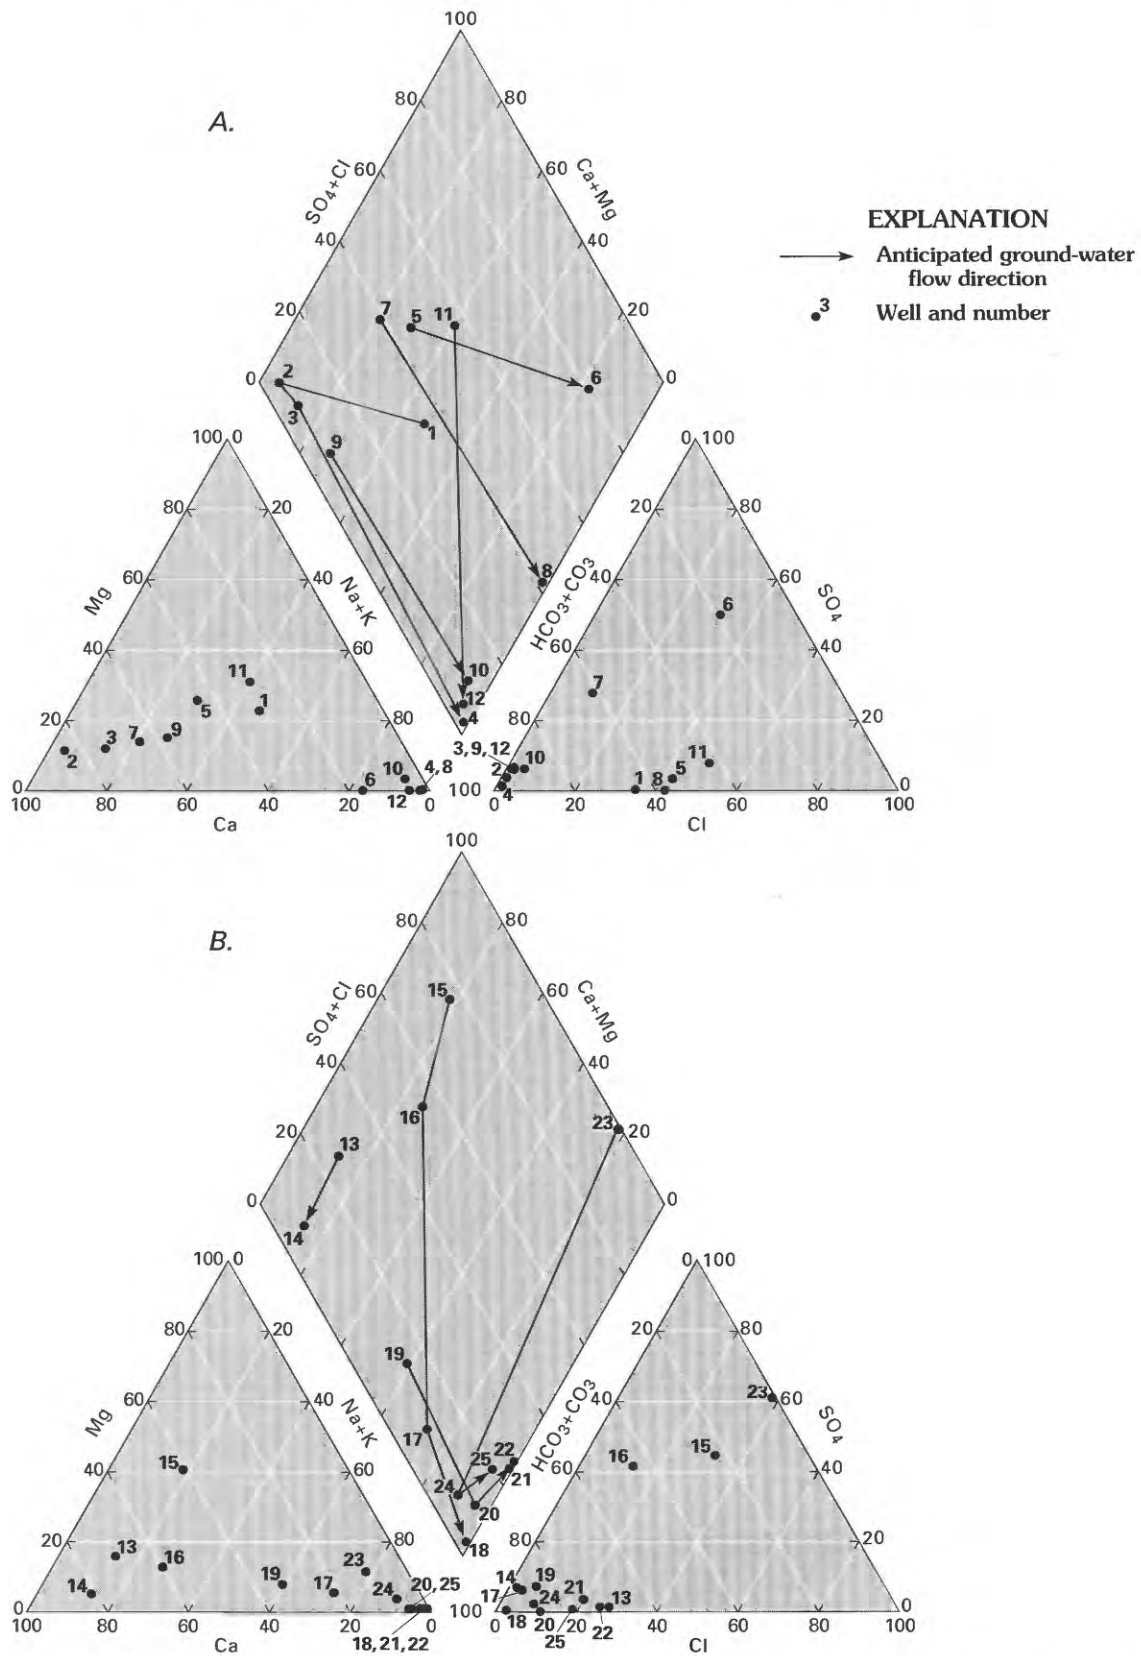 100
A.
80 80
SO₄+Cl Ca+Mg
60 60
EXPLANATION
40 40
Anticipated ground-water
flow direction
3 Well and number
20 7 5 11 20
0 2 6 0
3 1
9
100 0 0 100
80 20 20 80
Mg Na+K 8 HCO₃+CO₃ SO₄
60 40 40 60
6
40 60 60 40
11 10 7
5 1 12
20 80 4 80 20
2 3 7 9 3, 9, 12 10 11
6 10 4, 8 2 1 8 5
0 12 0 100 4 0
100 80 60 40 20 0 20 40 60 80 100
Ca Cl
100
B.
80 80
SO₄+Cl Ca+Mg
60 15 60
40 40
16 23
20 13 20
0 0
14
100 0 0 100
80 20 20 80
19
Mg Na+K HCO₃+CO₃ SO₄
60 40 40 23 60
17 25 22
15 24 21 16 15
40 60 20 60 40
18
20 13 16 80 80 20
14 19 17 23 24 20, 25 14 19 24 21 13
0 17 0
100 80 60 40 20 0 100 0 20 40 60 80 100
18, 21, 22 18 20 25 22
Ca Cl